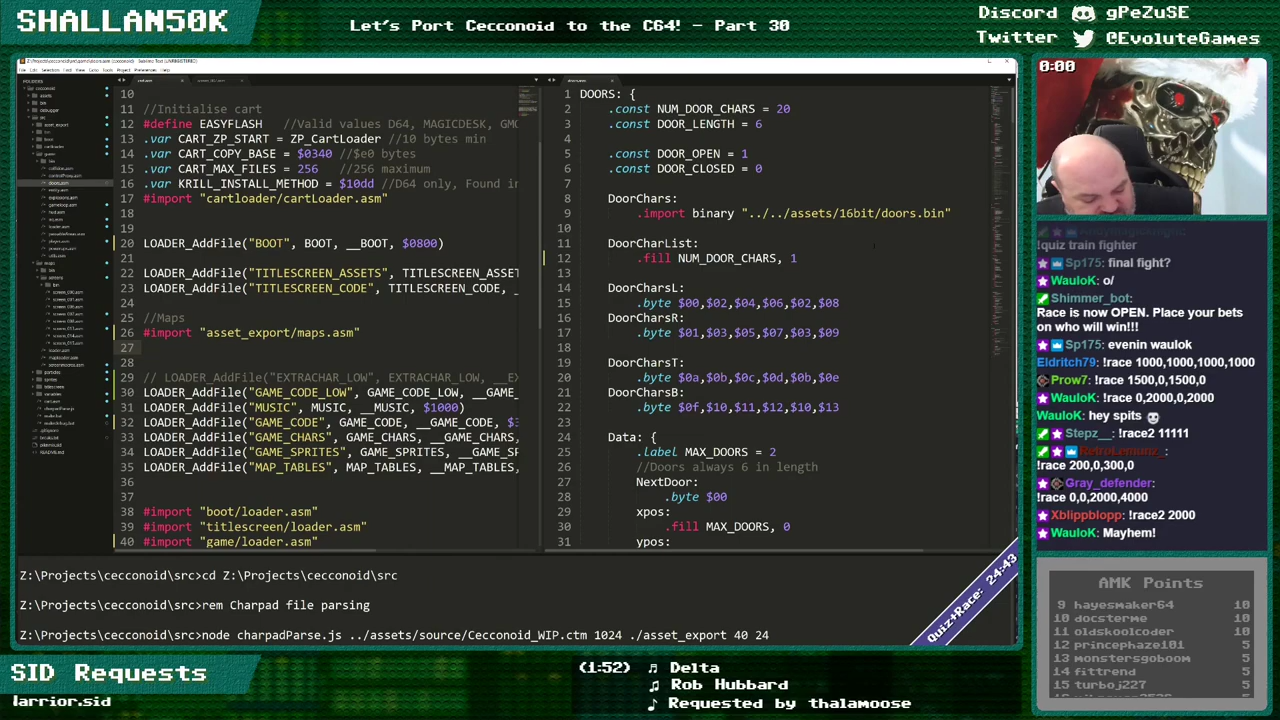 SHALLAN50K
Let's Port Cecconoid to the C64! - Part 30
Discord gPeZuSE
Twitter @EvoluteGames
0:00
10
11 //Initialise cart
12 #define EASYFLASH //Valid values D64, MAGICDESK, GMO
13 .var CART_ZP_START = ZP_CartLoader //10 bytes min
14 .var CART_COPY_BASE = $0340 //$e0 bytes
15 .var CART_MAX_FILES = 256 //256 maximum
16 .var KRILL_INSTALL_METHOD = $10dd //D64 only, Found in
17 #import "cartloader/cartLoader.asm"
18
LOADER_AddFile("BOOT", BOOT, __BOOT, $0800)
21
22 LOADER_AddFile("TITLESCREEN_ASSETS", TITLESCREEN_ASSET
23 LOADER_AddFile("TITLESCREEN_CODE", TITLESCREEN_CODE,
24
25 //Maps
26 #import "asset_export/maps.asm"
27
28
29 // LOADER_AddFile("EXTRACHAR_LOW", EXTRACHAR_LOW, __EX
30 LOADER_AddFile("GAME_CODE_LOW", GAME_CODE_LOW, __GAME_
31 LOADER_AddFile("MUSIC", MUSIC, __MUSIC, $1000)
32 LOADER_AddFile("GAME_CODE", GAME_CODE, __GAME_CODE, $
33 LOADER_AddFile("GAME_CHARS", GAME_CHARS, __GAME_CHARS,
34 LOADER_AddFile("GAME_SPRITES", GAME_SPRITES, __GAME_SP
35 LOADER_AddFile("MAP_TABLES", MAP_TABLES, __MAP_TABLES,
36
37
38 #import "boot/loader.asm"
39 #import "titlescreen/loader.asm"
40 #import "game/loader.asm"
1 DOORS: {
2 .const NUM_DOOR_CHARS = 20
3 .const DOOR_LENGTH = 6
4
5 .const DOOR_OPEN = 1
6 .const DOOR_CLOSED = 0
7
8 DoorChars:
9 .import binary "../../assets/16bit/doors.bin"
10
11 DoorCharList:
12 .fill NUM_DOOR_CHARS, 1
13
14 DoorCharsL:
15 .byte $00,$02,$04,$06,$02,$08
16 DoorCharsR:
17 .byte $01,$03,$05,$07,$03,$09
18
19 DoorCharsT:
20 .byte $0a,$0b,$0c,$0d,$0b,$0e
21 DoorCharsB:
22 .byte $0f,$10,$11,$12,$10,$13
23
24 Data: {
25 .label MAX_DOORS = 2
26 //Doors always 6 in length
27 NextDoor:
28 .byte $00
29 xpos:
30 .fill MAX_DOORS, 0
31 ypos:
Z:\Projects\cecconoid\src>cd Z:\Projects\cecconoid\src
Z:\Projects\cecconoid\src>rem Charpad file parsing
Z:\Projects\cecconoid\src>node charpadParse.js ../assets/source/Cecconoid_WIP.ctm 1024 ./asset_export 40 24
Quiz+Race: 24:43
!quiz train fighter
Sp175: final fight?
WauloK: o/
Shimmer_bot:
Race is now OPEN. Place your bets
on who will win!!!
Sp175: evenin waulok
Eldritch79: !race 1000,1000,1000,1000
Prow7: !race 1500,0,1500,0
WauloK: !race 0,2000,0,2000
WauloK: hey spits
Stepz__: !race2 11111
RetroLemunz_:
!race 200,0,300,0
Gray_defender:
!race 0,0,2000,4000
Xblippblopp: !race2 2000
WauloK: Mayhem!
AMK Points
9 hayesmaker64 10
10 docsterme 10
11 oldskoolcoder 10
12 princephaze101 5
13 monstersgoboom 5
14 fittrend 5
15 turboj227 5
SID Requests
larrior.sid
(1:52) Delta
Rob Hubbard
Requested by thalamoose